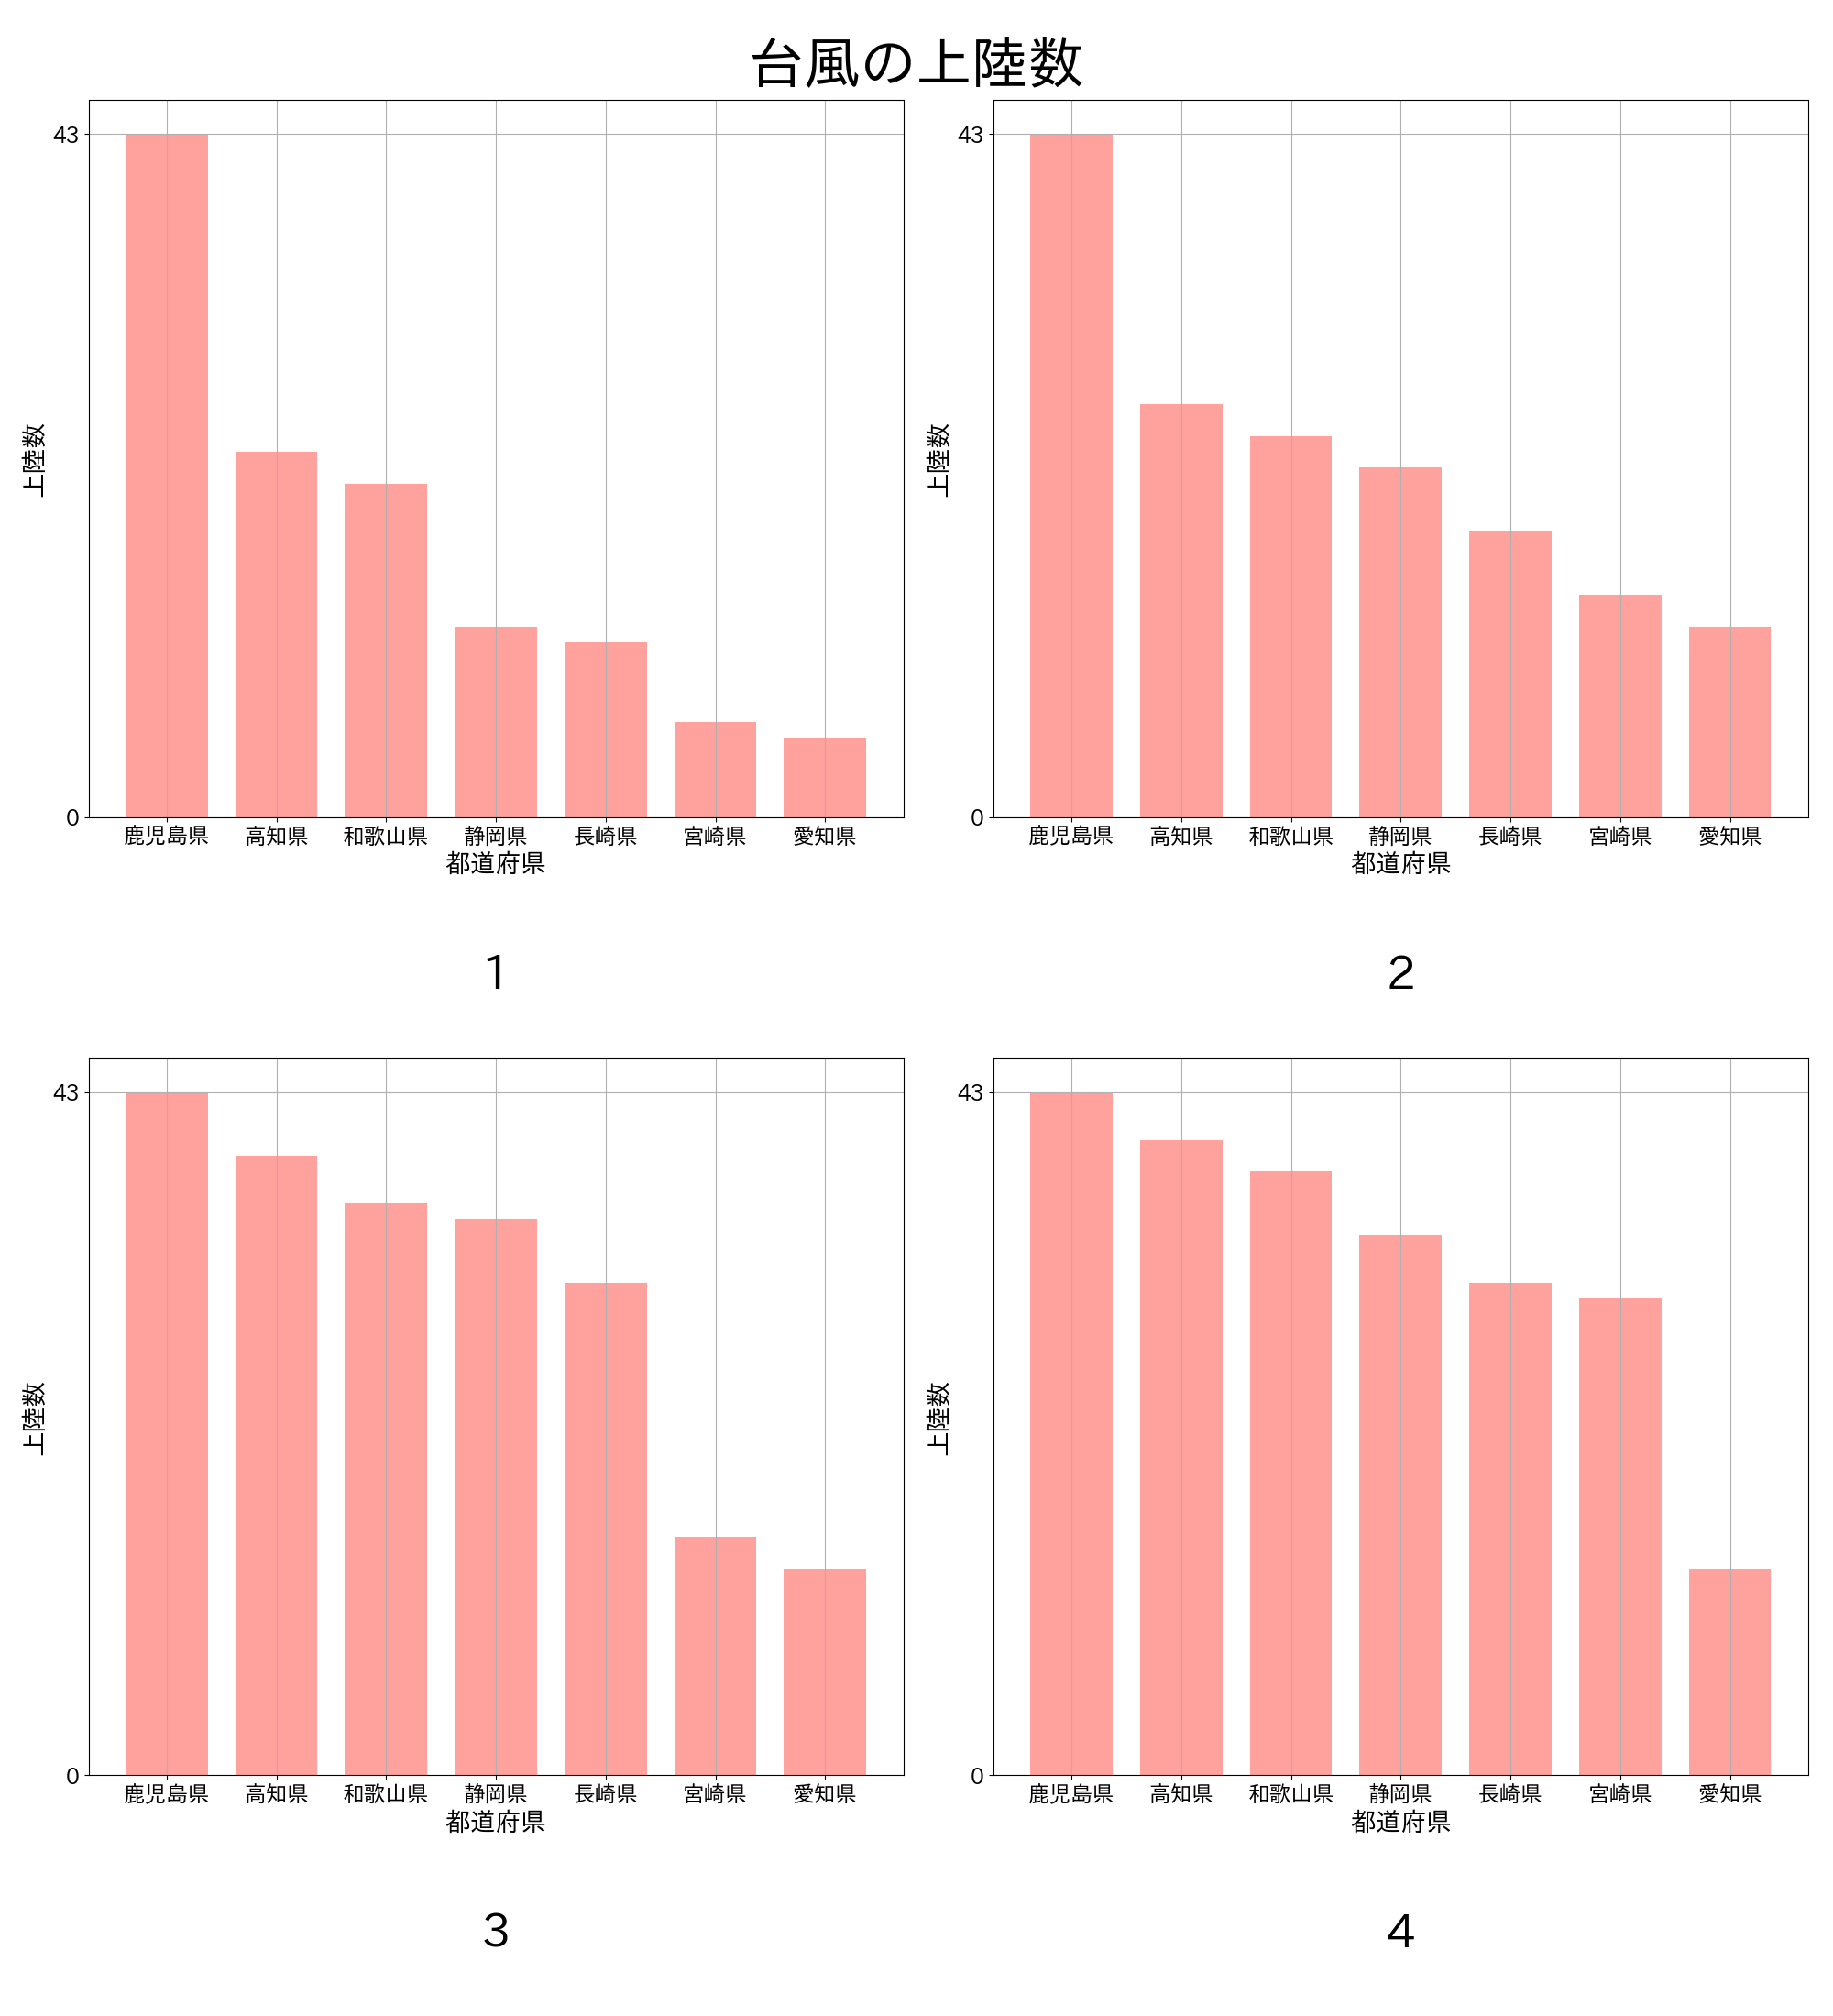 台風の上陸数
43
0
上陸数
鹿児島県 高知県 和歌山県 静岡県 長崎県 宮崎県 愛知県
都道府県
1
43
0
上陸数
鹿児島県 高知県 和歌山県 静岡県 長崎県 宮崎県 愛知県
都道府県
2
43
0
上陸数
鹿児島県 高知県 和歌山県 静岡県 長崎県 宮崎県 愛知県
都道府県
3
43
0
上陸数
鹿児島県 高知県 和歌山県 静岡県 長崎県 宮崎県 愛知県
都道府県
4